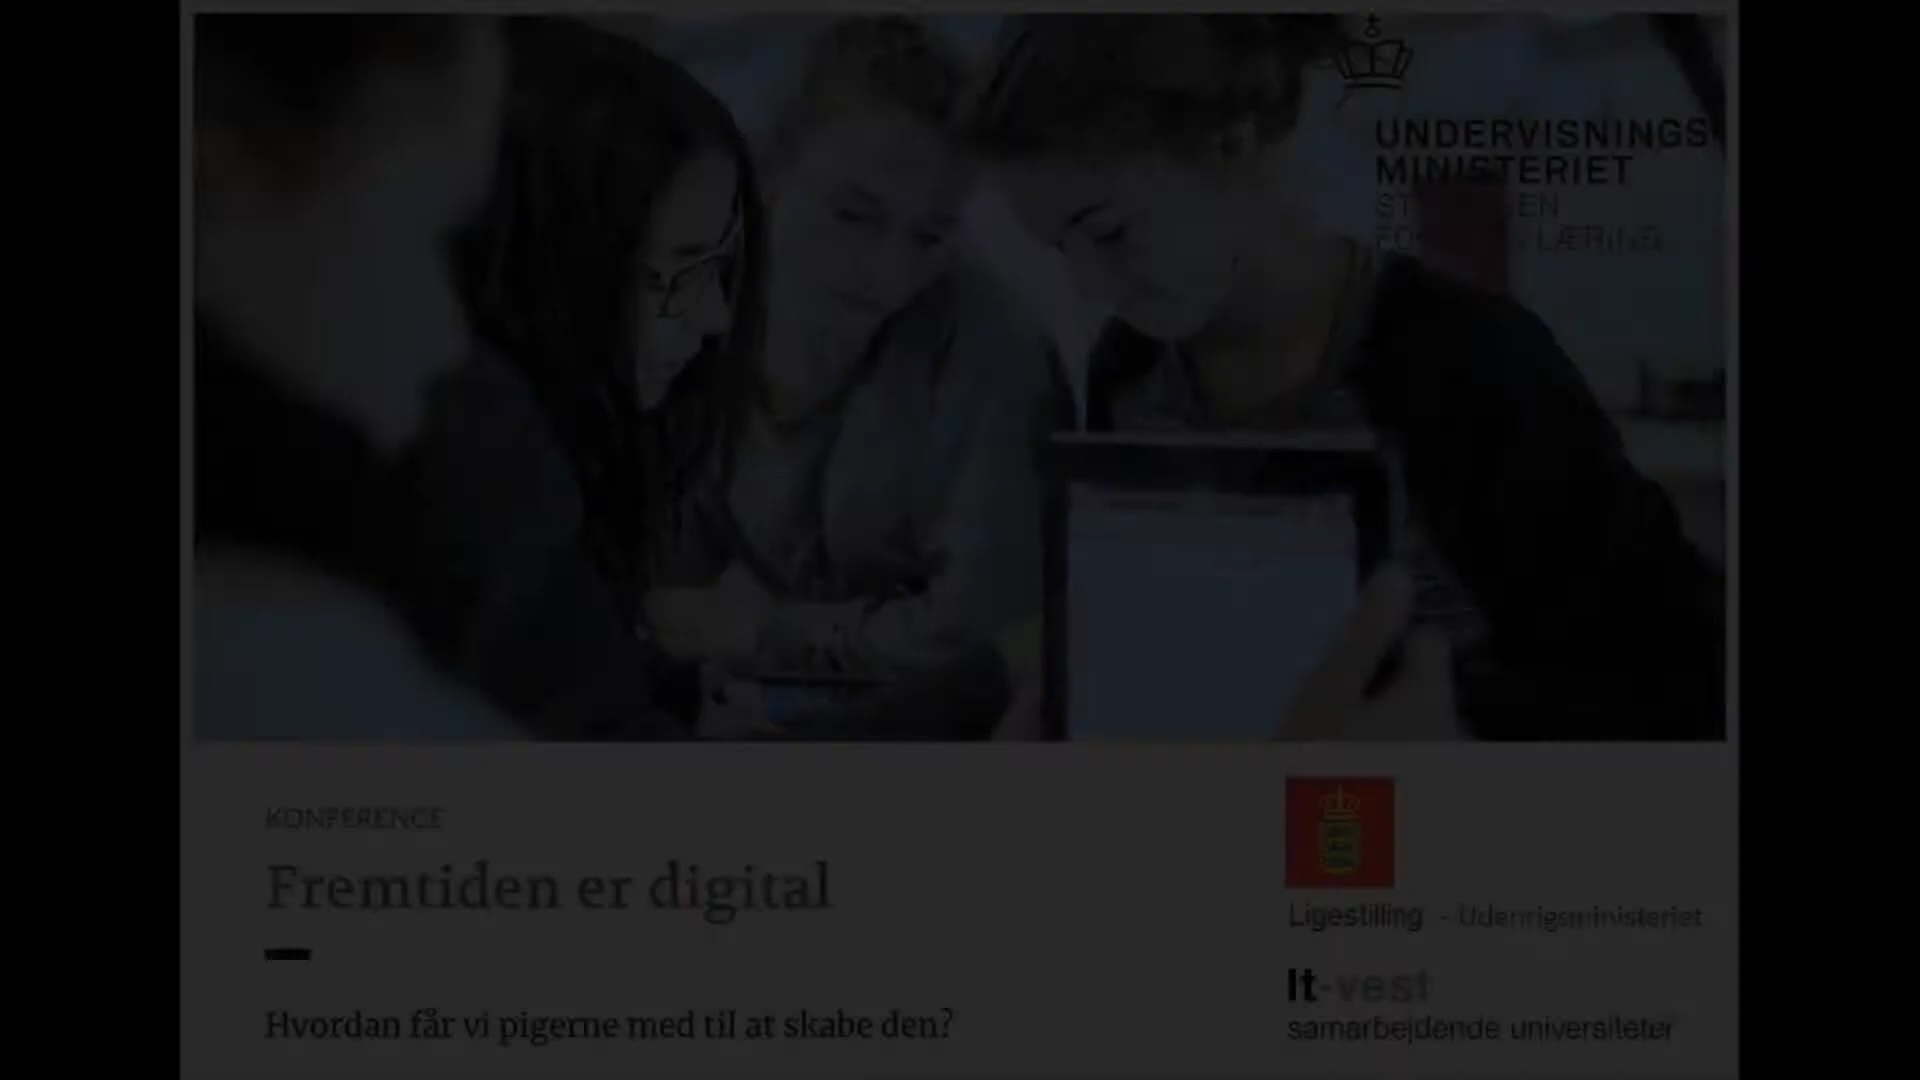 UNDERVISNINGS
MINISTERIET
LÆRING
KONFERENCE
Fremtiden er digital
Hvordan får vi pigerne med til at skabe den?
Ligestilling - Udenrigsministeriet
It-vest
samarbejdende universiteter